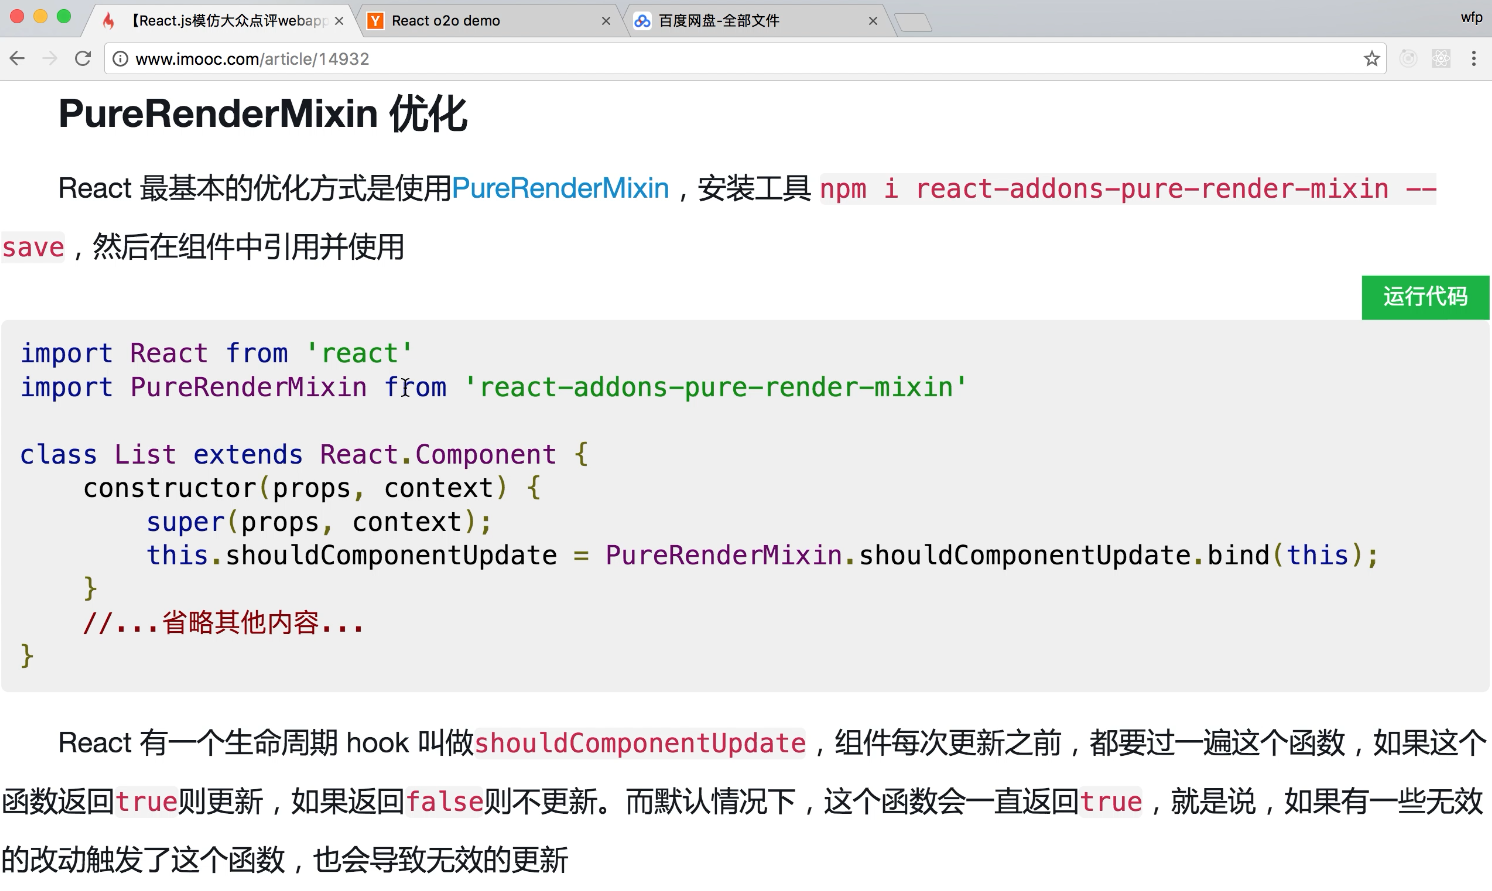 【React.js模仿大众点评webapp
React o2o demo
百度网盘-全部文件
wfp
www.imooc.com/article/14932
PureRenderMixin 优化
React 最基本的优化方式是使用PureRenderMixin，安装工具 npm i react-addons-pure-render-mixin --
save，然后在组件中引用并使用
运行代码
import React from 'react'
import PureRenderMixin from 'react-addons-pure-render-mixin'
class List extends React.Component {
constructor(props, context) {
super(props, context);
this.shouldComponentUpdate = PureRenderMixin.shouldComponentUpdate.bind(this);
}
//...省略其他内容...
}
React 有一个生命周期 hook 叫做shouldComponentUpdate，组件每次更新之前，都要过一遍这个函数，如果这个
函数返回true则更新，如果返回false则不更新。而默认情况下，这个函数会一直返回true，就是说，如果有一些无效
的改动触发了这个函数，也会导致无效的更新